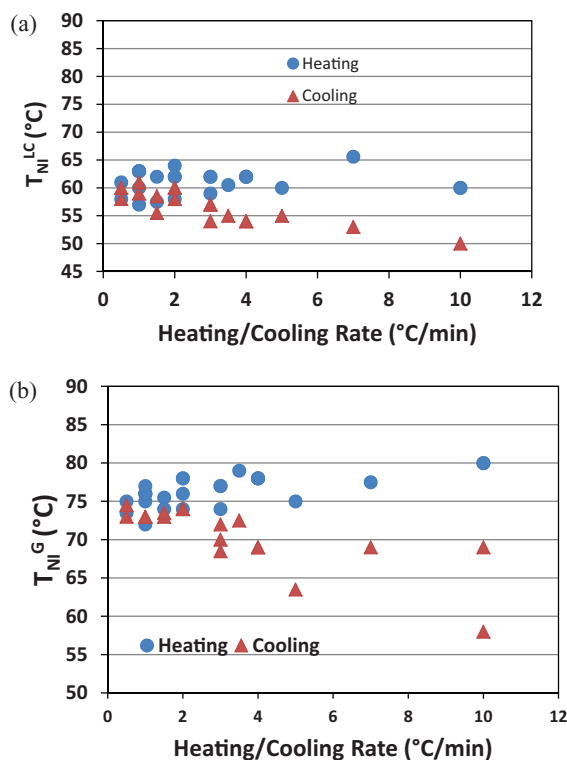 (a)
90
85
80
75
70
65
60
55
50
45
T_NI^LC (°C)
Heating
Cooling
0 2 4 6 8 10 12
Heating/Cooling Rate (°C/min)
(b)
90
85
80
75
70
65
60
55
50
T_NI^G (°C)
Heating Cooling
0 2 4 6 8 10 12
Heating/Cooling Rate (°C/min)